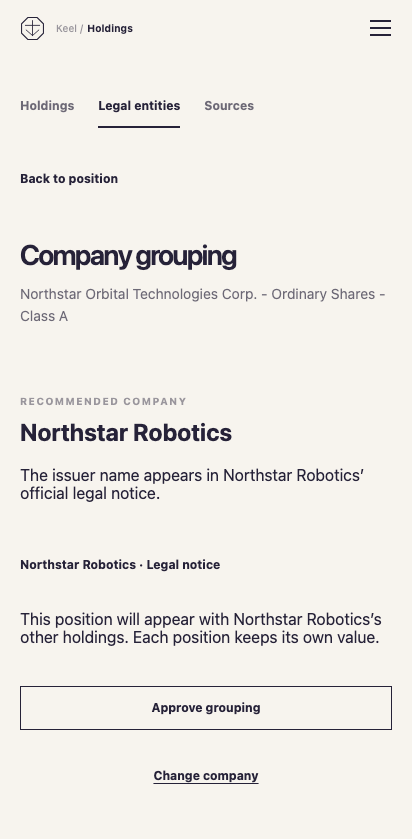 Keel / Holdings
Holdings Legal entities Sources
Back to position
Company grouping
Northstar Orbital Technologies Corp. - Ordinary Shares -
Class A
RECOMMENDED COMPANY
Northstar Robotics
The issuer name appears in Northstar Robotics’
official legal notice.
Northstar Robotics · Legal notice
This position will appear with Northstar Robotics’s
other holdings. Each position keeps its own value.
Approve grouping
Change company